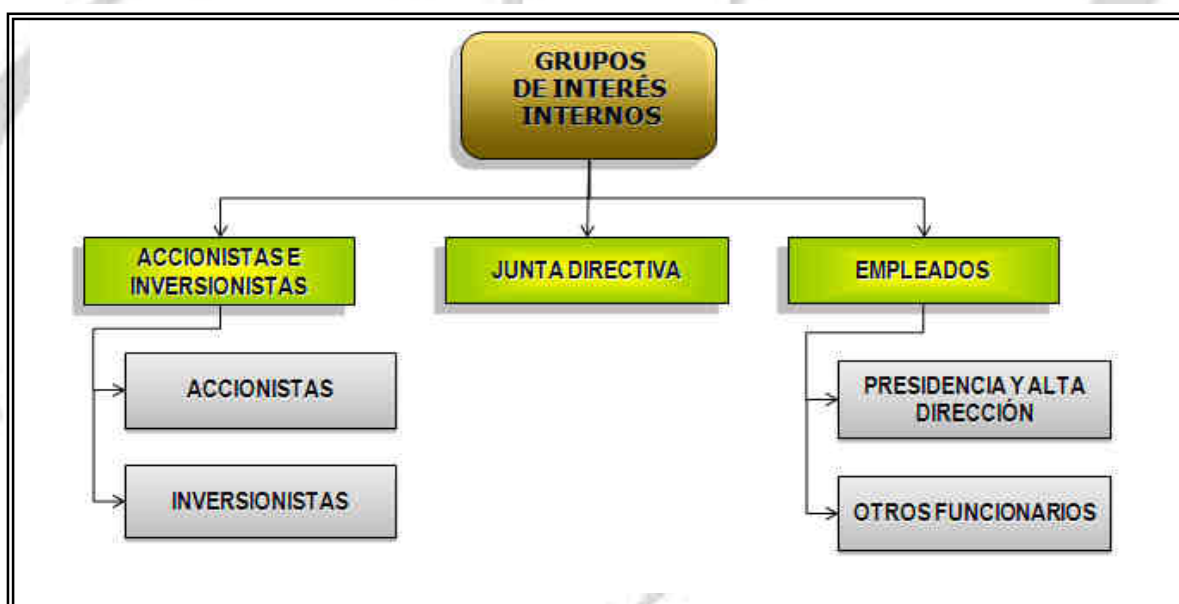 GRUPOS
DE INTERÉS
INTERNOS
ACCIONISTAS E
INVERSIONISTAS
JUNTA DIRECTIVA
EMPLEADOS
ACCIONISTAS
INVERSIONISTAS
PRESIDENCIA Y ALTA
DIRECCIÓN
OTROS FUNCIONARIOS